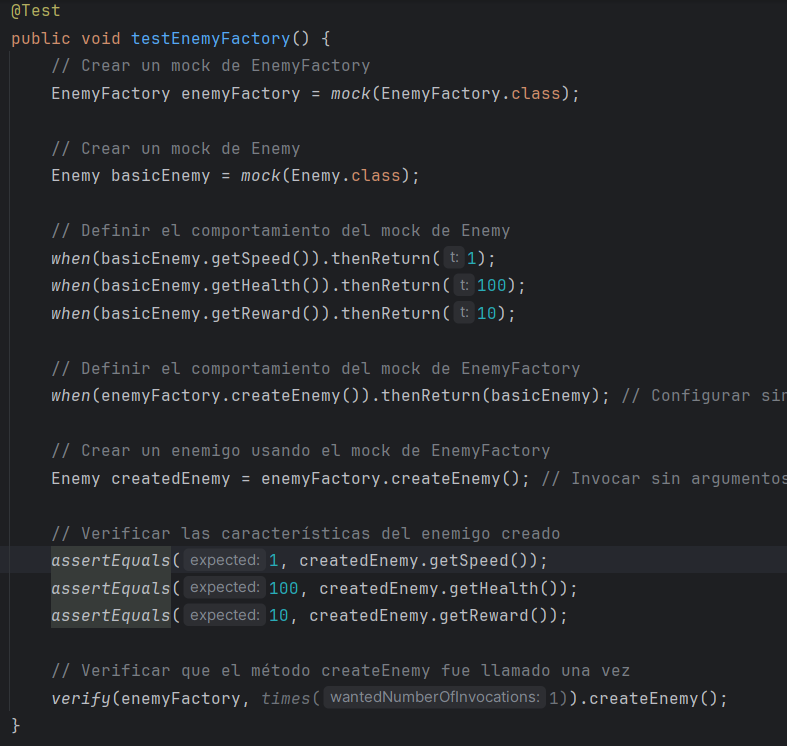 @Test
public void testEnemyFactory() {
// Crear un mock de EnemyFactory
EnemyFactory enemyFactory = mock(EnemyFactory.class);
// Crear un mock de Enemy
Enemy basicEnemy = mock(Enemy.class);
// Definir el comportamiento del mock de Enemy
when(basicEnemy.getSpeed()).thenReturn( t: 1);
when(basicEnemy.getHealth()).thenReturn( t: 100);
when(basicEnemy.getReward()).thenReturn( t: 10);
// Definir el comportamiento del mock de EnemyFactory
when(enemyFactory.createEnemy()).thenReturn(basicEnemy); // Configurar sin
// Crear un enemigo usando el mock de EnemyFactory
Enemy createdEnemy = enemyFactory.createEnemy(); // Invocar sin argumentos
// Verificar las características del enemigo creado
assertEquals( expected: 1, createdEnemy.getSpeed());
assertEquals( expected: 100, createdEnemy.getHealth());
assertEquals( expected: 10, createdEnemy.getReward());
// Verificar que el método createEnemy fue llamado una vez
verify(enemyFactory, times( wantedNumberOfInvocations: 1)).createEnemy();
}